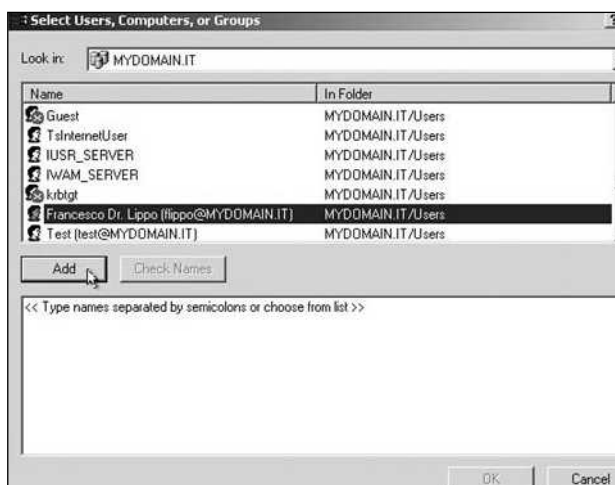 Select Users, Computers, or Groups
Look in: MYDOMAIN.IT
Name In Folder
Guest MYDOMAIN.IT/Users
TsInternetUser MYDOMAIN.IT/Users
IUSR_SERVER MYDOMAIN.IT/Users
IWAM_SERVER MYDOMAIN.IT/Users
krbtgt MYDOMAIN.IT/Users
Francesco Dr. Lippo (flippo@MYDOMAIN.IT) MYDOMAIN.IT/Users
Test (test@MYDOMAIN.IT) MYDOMAIN.IT/Users
Add Check Names
<< Type names separated by semicolons or choose from list >>
OK Cancel